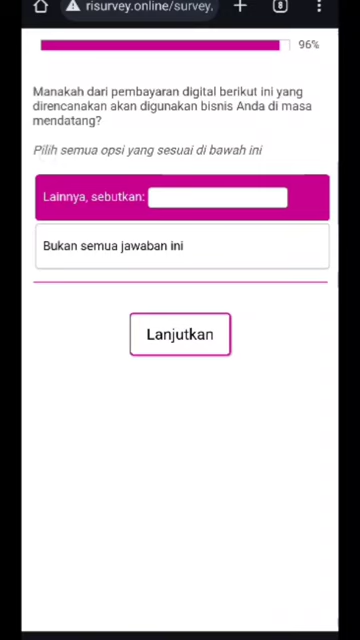 risurvey.online/survey.
8
96%
Manakah dari pembayaran digital berikut ini yang
direncanakan akan digunakan bisnis Anda di masa
mendatang?
Pilih semua opsi yang sesuai di bawah ini
Lainnya, sebutkan:
Bukan semua jawaban ini
Lanjutkan